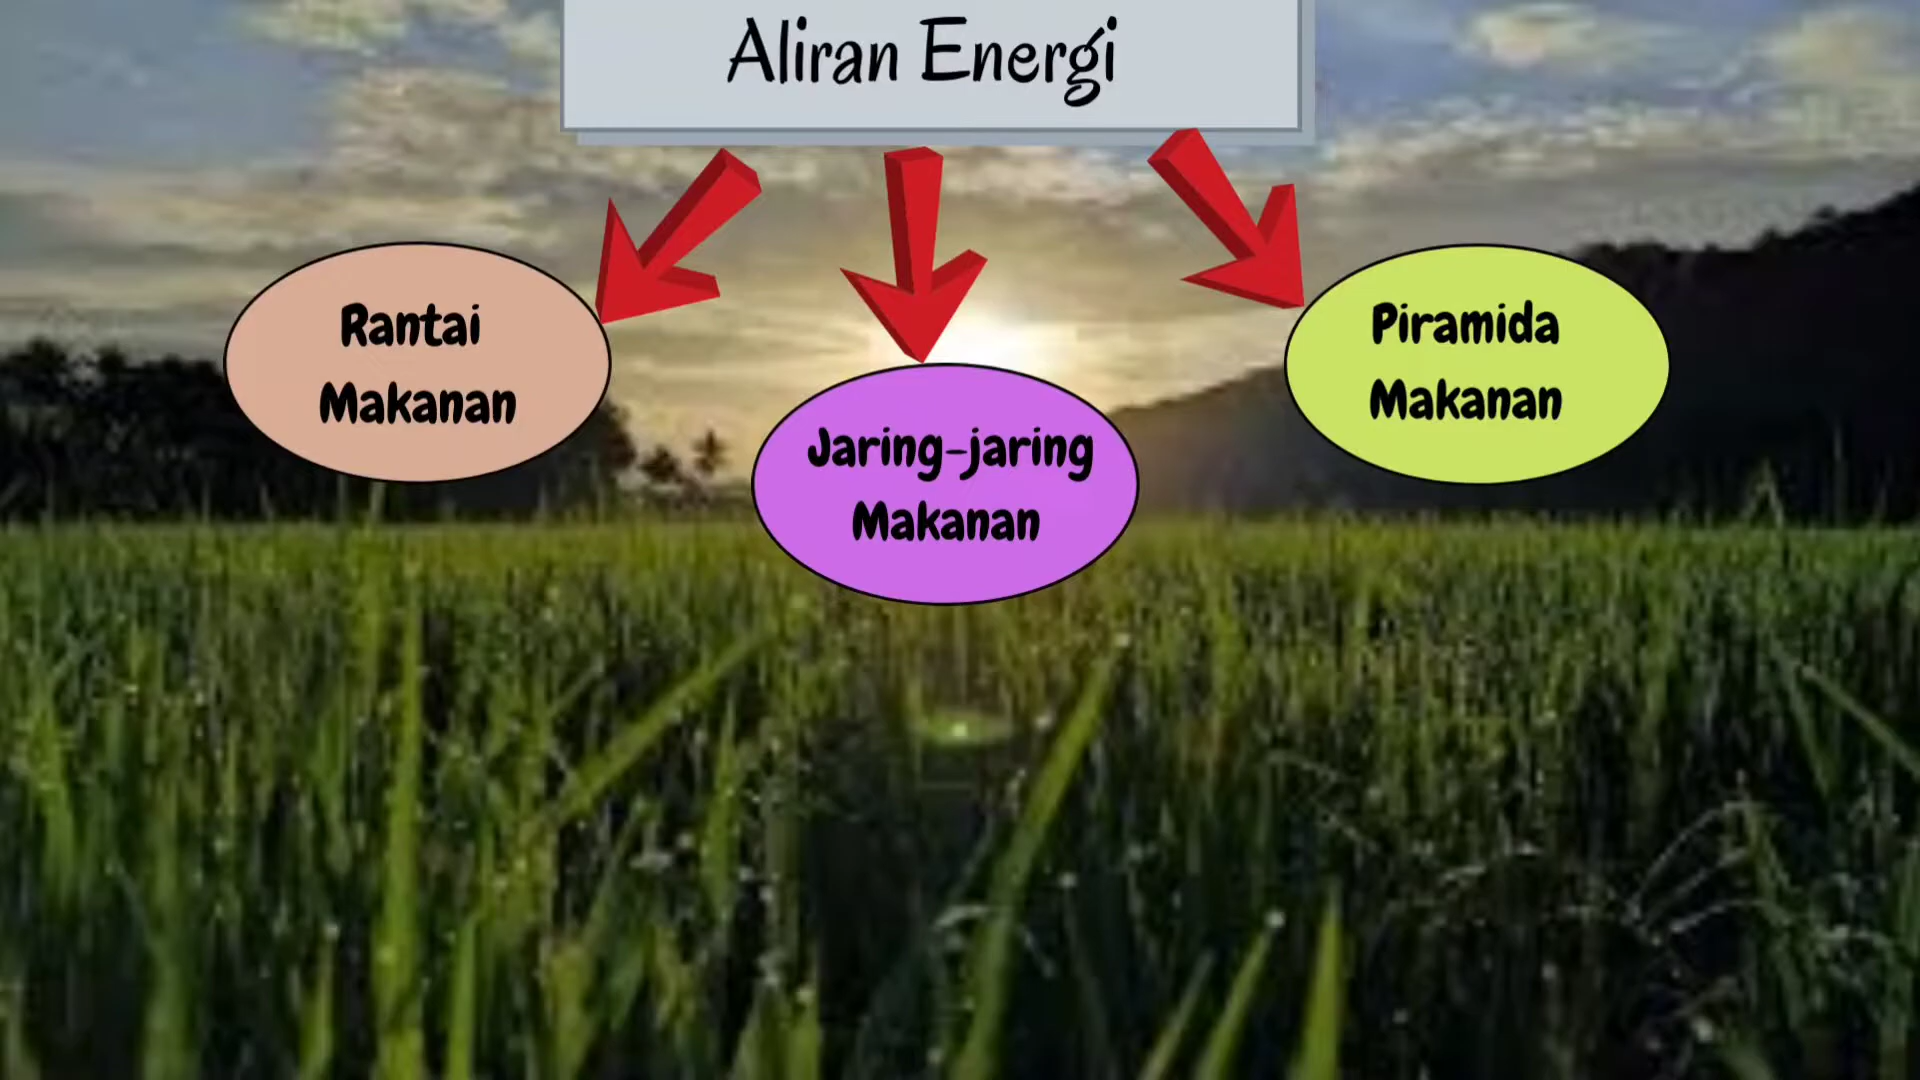 Aliran Energi
Rantai
Makanan
Jaring-jaring
Makanan
Piramida
Makanan